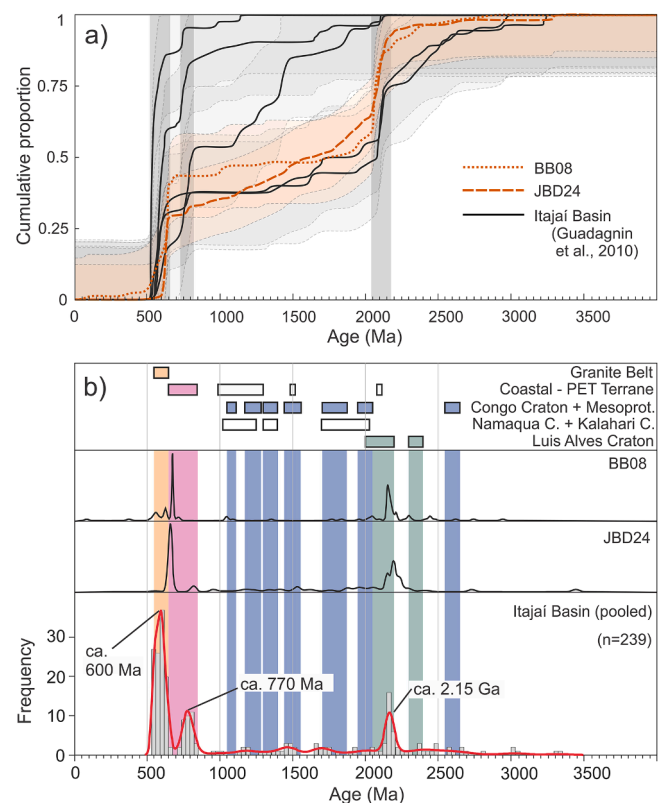 a)
Cumulative proportion
1
0.75
0.5
0.25
0
BB08
JBD24
Itajaí Basin
(Guadagnin
et al., 2010)
0 500 1000 1500 2000 2500 3000 3500
Age (Ma)
b)
Granite Belt
Coastal - PET Terrane
Congo Craton + Mesoprot.
Namaqua C. + Kalahari C.
Luis Alves Craton
BB08
JBD24
Itajaí Basin (pooled)
(n=239)
ca.
600 Ma
ca. 770 Ma
ca. 2.15 Ga
Frequency
30
20
10
0
0 500 1000 1500 2000 2500 3000 3500
Age (Ma)